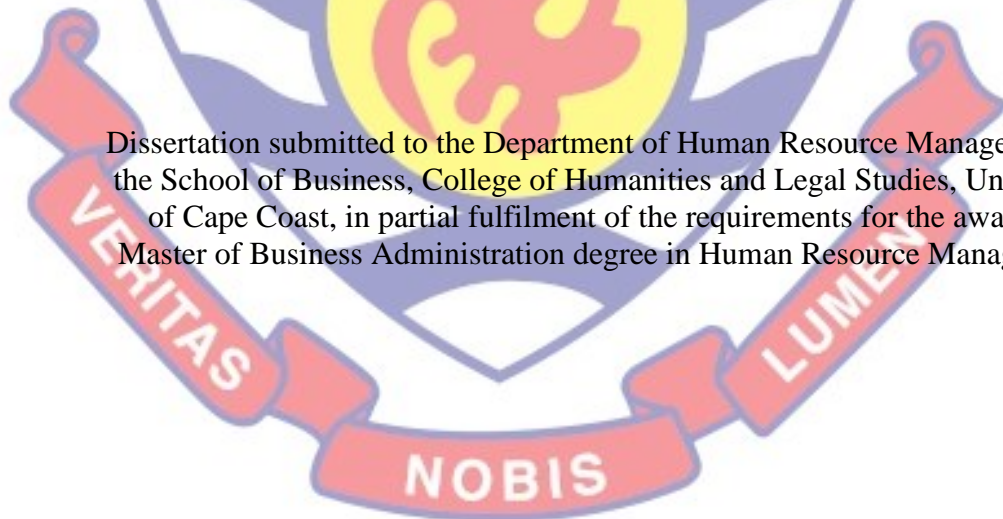 Dissertation submitted to the Department of Human Resource Manage
the School of Business, College of Humanities and Legal Studies, Un
of Cape Coast, in partial fulfilment of the requirements for the awa
Master of Business Administration degree in Human Resource Mana
VERITAS
NOBIS
LUMEN